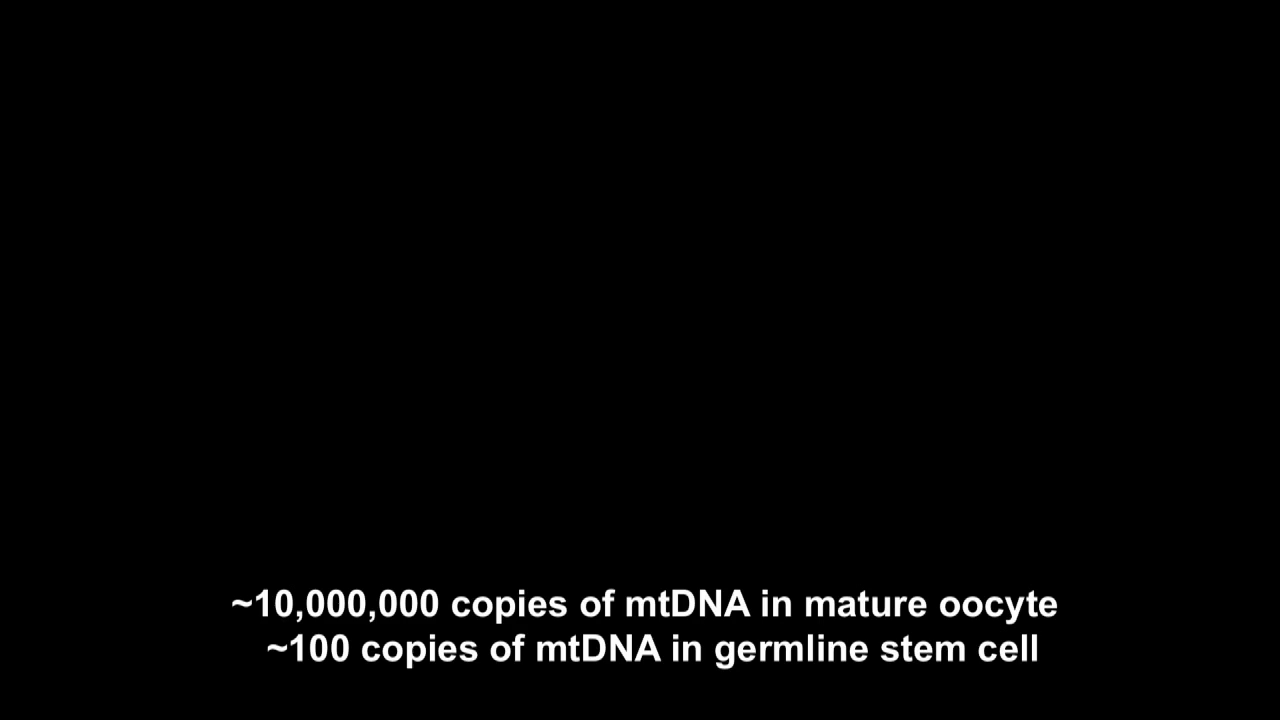 ~10,000,000 copies of mtDNA in mature oocyte
~100 copies of mtDNA in germline stem cell